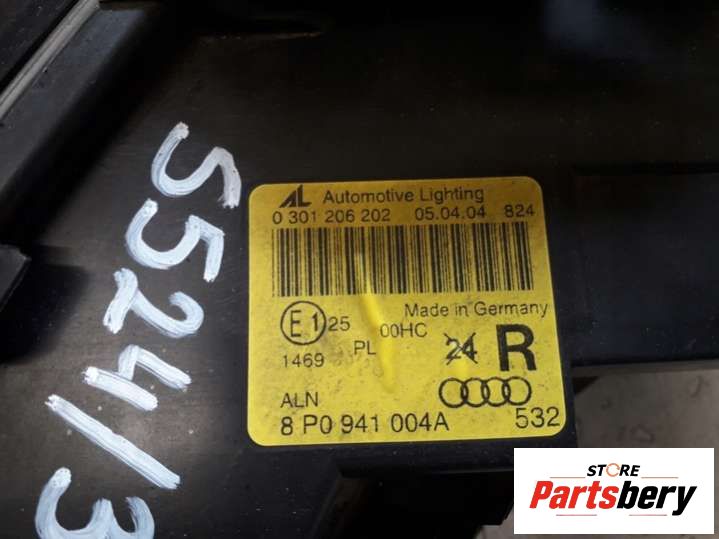 55241/3
AL Automotive Lighting
0 301 206 202 05.04.04 824
E1 25 00HC Made in Germany
1469 PL 24 R
ALN
8 P0 941 004A 532
STORE
Partsbery